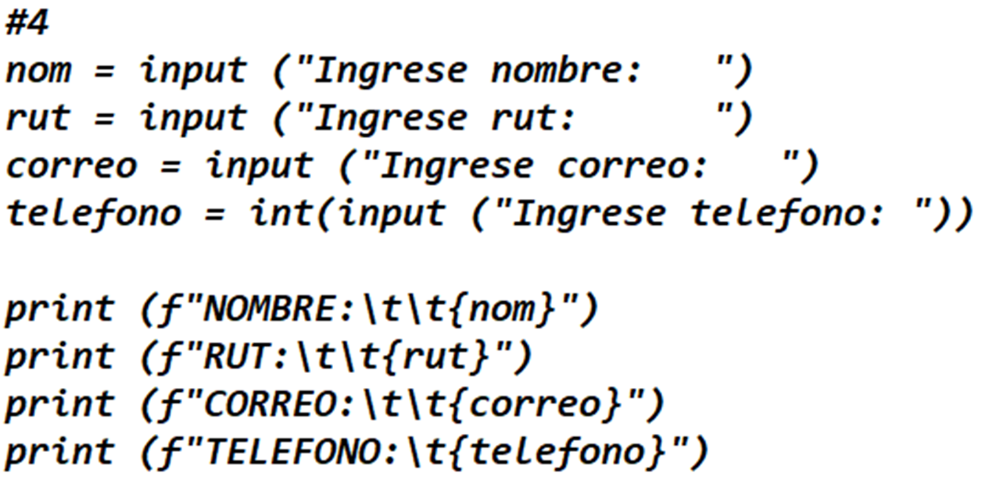 #4
nom = input ("Ingrese nombre:   ")
rut = input ("Ingrese rut:      ")
correo = input ("Ingrese correo:   ")
telefono = int(input ("Ingrese telefono: "))

print (f"NOMBRE:\t\t{nom}")
print (f"RUT:\t\t{rut}")
print (f"CORREO:\t\t{correo}")
print (f"TELEFONO:\t{telefono}")